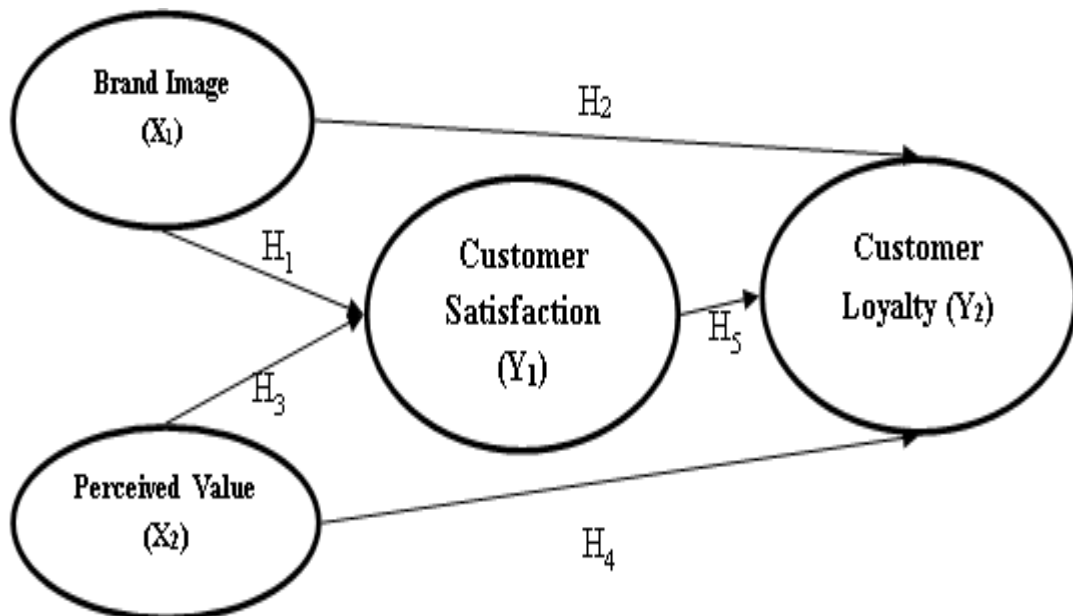 Brand Image
(X₁)
H₂
H₁
Customer
Satisfaction
(Y₁)
Customer
Loyalty (Y₂)
H₅
H₃
Perceived Value
(X₂)
H₄